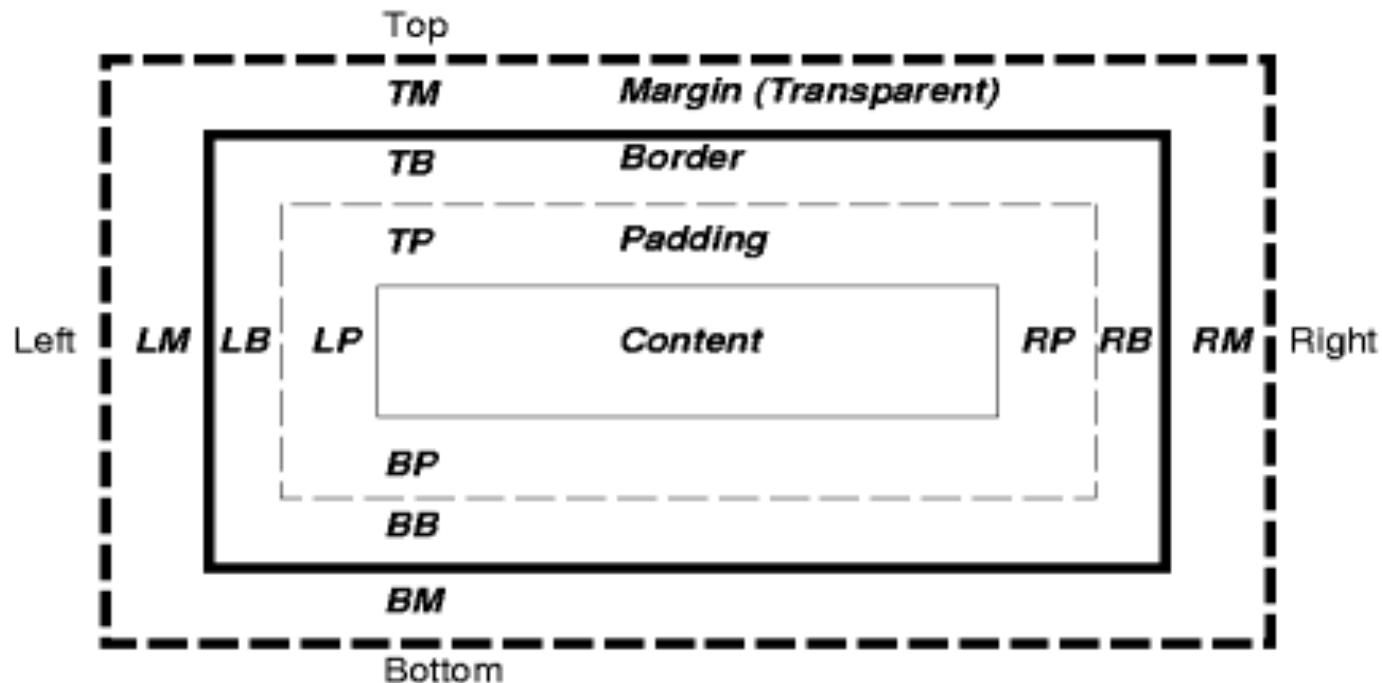 Top
TM Margin (Transparent)
TB Border
TP Padding
Left LM LB LP Content RP RB RM Right
BP
BB
BM
Bottom